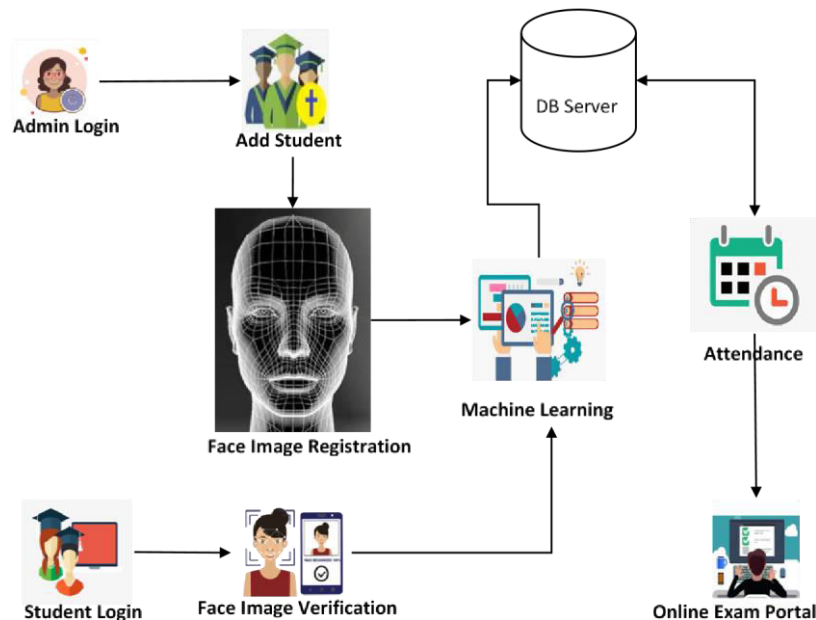 DB Server
Admin Login
Add Student
Attendance
Machine Learning
Face Image Registration
Student Login
Face Image Verification
Online Exam Portal